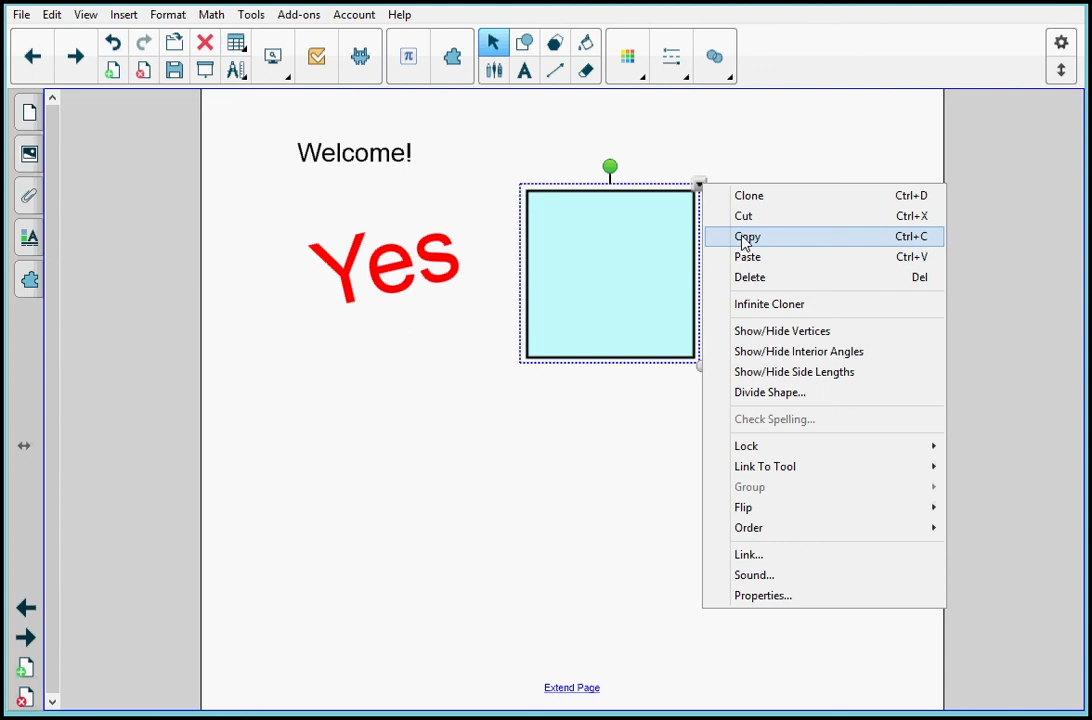 File Edit View Insert Format Math Tools Add-ons Account Help
π
A
A
Welcome!
Yes
Clone Ctrl+D
Cut Ctrl+X
Copy Ctrl+C
Paste Ctrl+V
Delete Del
Infinite Cloner
Show/Hide Vertices
Show/Hide Interior Angles
Show/Hide Side Lengths
Divide Shape...
Check Spelling...
Lock
Link To Tool
Group
Flip
Order
Link...
Sound...
Properties...
Extend Page